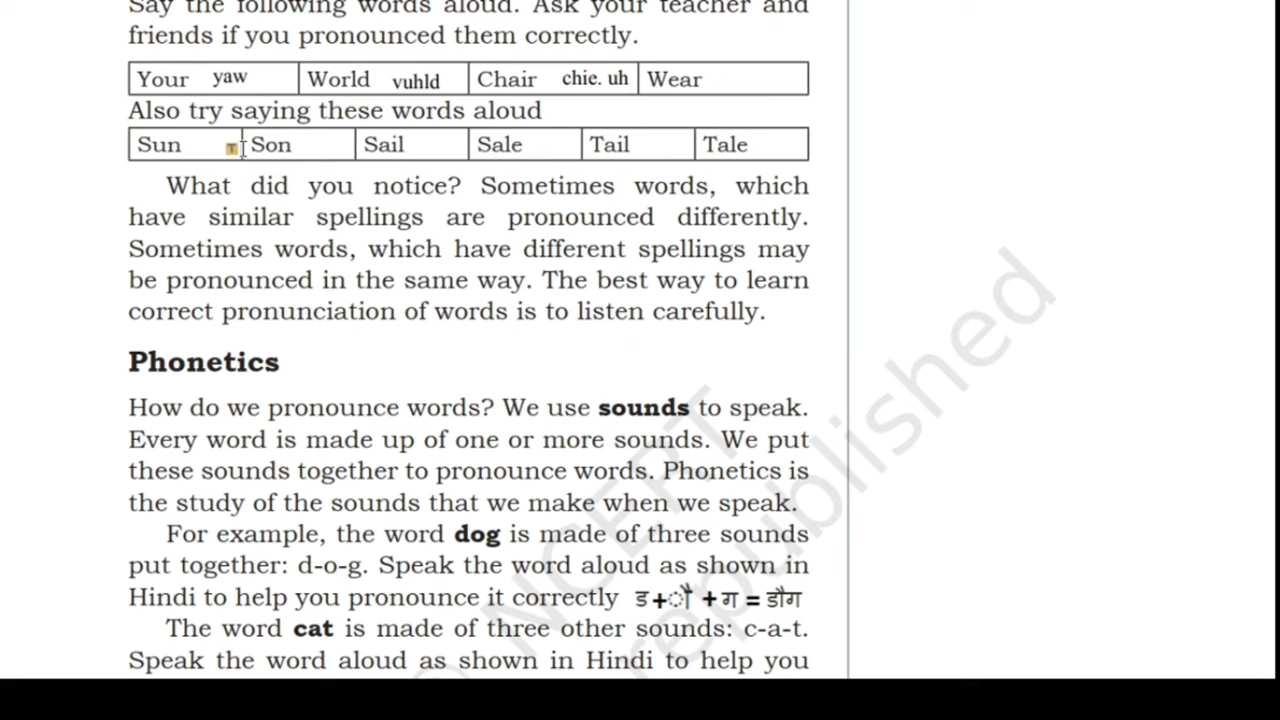 Say the following words aloud. Ask your teacher and
friends if you pronounced them correctly.
Your yaw World vuhld Chair chie. uh Wear
Also try saying these words aloud
Sun Son Sail Sale Tail Tale
What did you notice? Sometimes words, which
have similar spellings are pronounced differently.
Sometimes words, which have different spellings may
be pronounced in the same way. The best way to learn
correct pronunciation of words is to listen carefully.
Phonetics
How do we pronounce words? We use sounds to speak.
Every word is made up of one or more sounds. We put
these sounds together to pronounce words. Phonetics is
the study of the sounds that we make when we speak.
For example, the word dog is made of three sounds
put together: d-o-g. Speak the word aloud as shown in
Hindi to help you pronounce it correctly ड +ौ + ग = डौग
The word cat is made of three other sounds: c-a-t.
Speak the word aloud as shown in Hindi to help you
© NCERT
republished